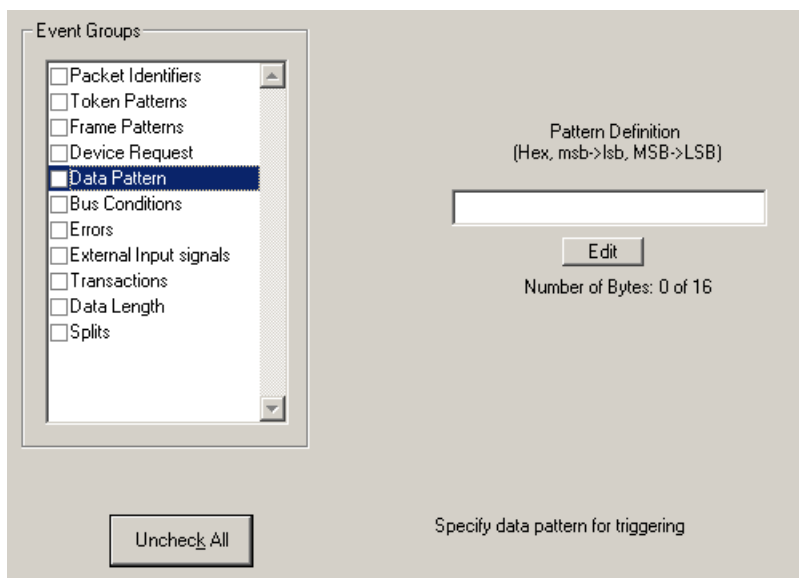 Event Groups
Packet Identifiers
Token Patterns
Frame Patterns
Device Request
Data Pattern
Bus Conditions
Errors
External Input signals
Transactions
Data Length
Splits
Pattern Definition
(Hex, msb->lsb, MSB->LSB)
Edit
Number of Bytes: 0 of 16
Uncheck All
Specify data pattern for triggering